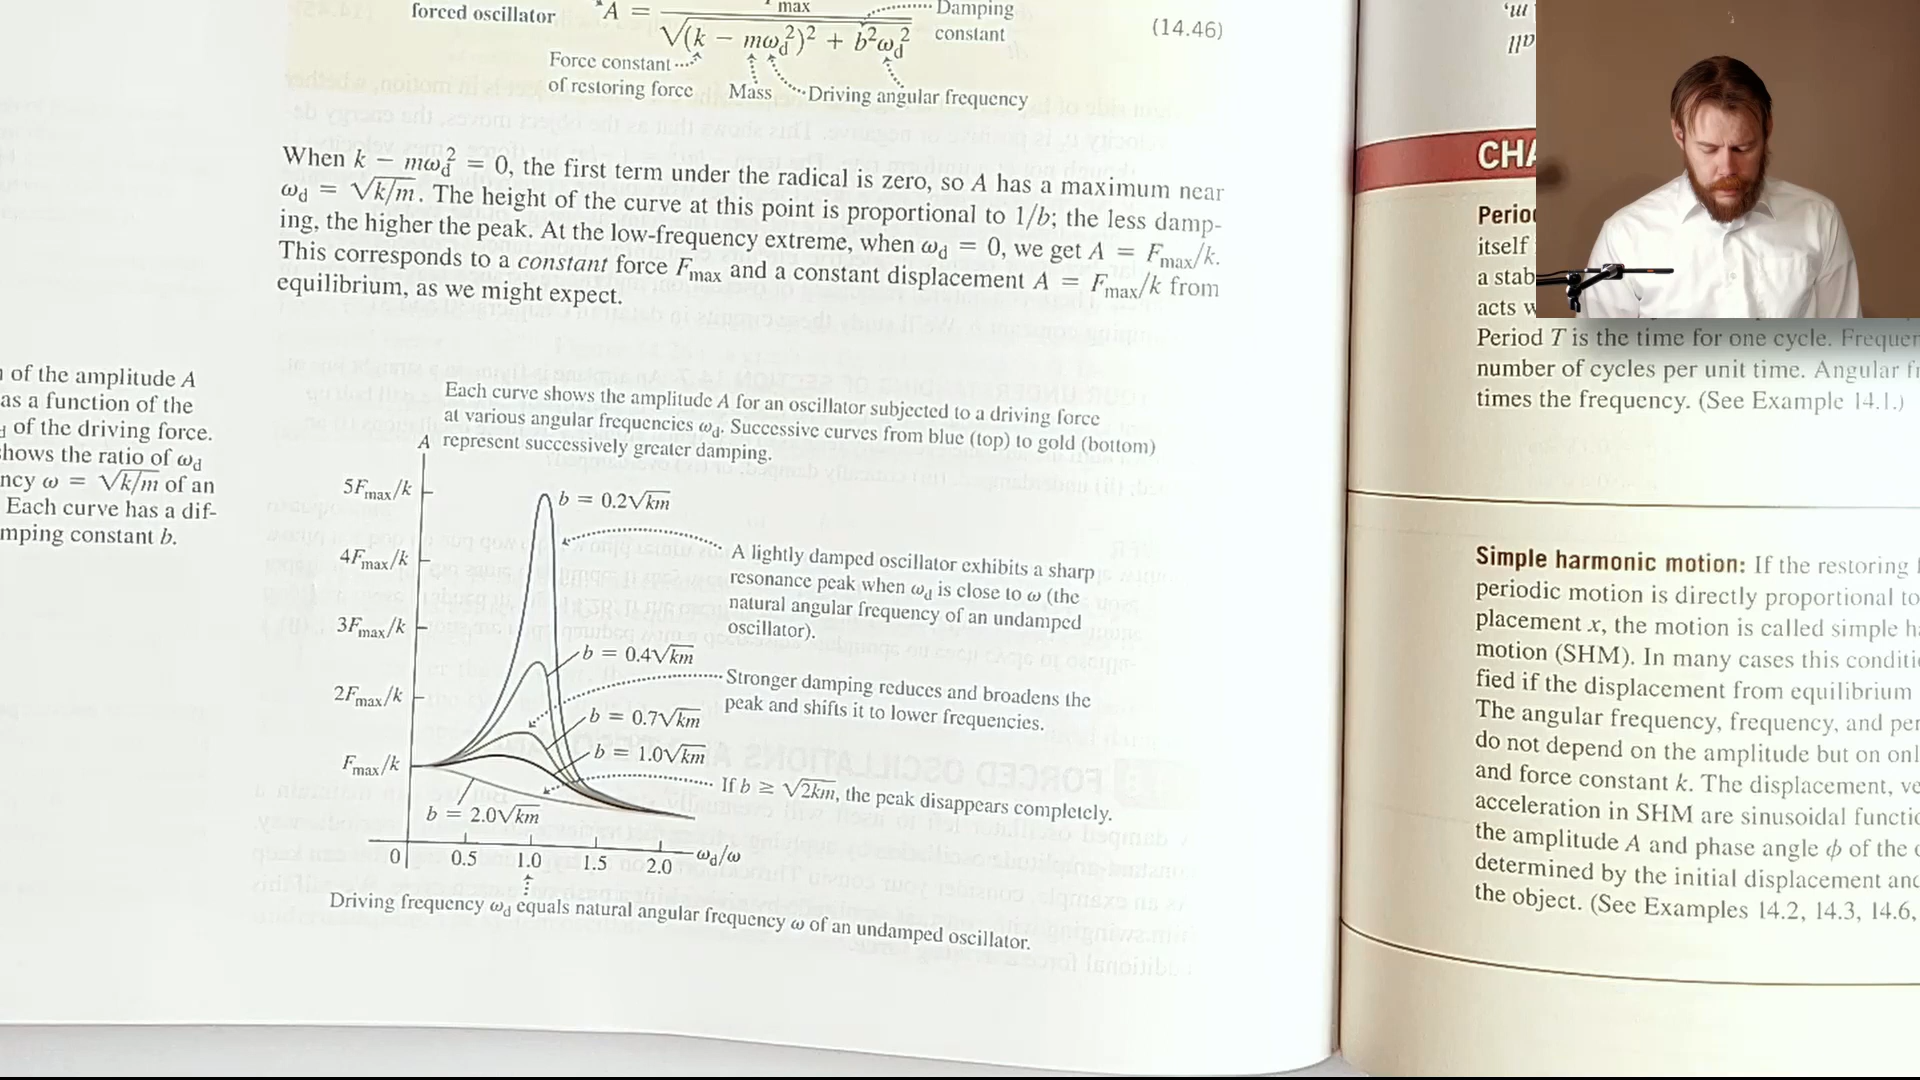 forced oscillator A = max Damping
√(k − mω_d²)² + b²ω_d² constant (14.46)
Force constant
of restoring force Mass Driving angular frequency
When k − mω_d² = 0, the first term under the radical is zero, so A has a maximum near
ω_d = √k/m. The height of the curve at this point is proportional to 1/b; the less damp-
ing, the higher the peak. At the low-frequency extreme, when ω_d = 0, we get A = F_max/k.
This corresponds to a constant force F_max and a constant displacement A = F_max/k from
equilibrium, as we might expect.
of the amplitude A
as a function of the
of the driving force.
hows the ratio of ω_d
ncy ω = √k/m of an
Each curve has a dif-
mping constant b.
Each curve shows the amplitude A for an oscillator subjected to a driving force
at various angular frequencies ω_d. Successive curves from blue (top) to gold (bottom)
represent successively greater damping.
A
5F_max/k
4F_max/k
3F_max/k
2F_max/k
F_max/k
b = 0.2√km
A lightly damped oscillator exhibits a sharp
resonance peak when ω_d is close to ω (the
natural angular frequency of an undamped
oscillator).
b = 0.4√km
Stronger damping reduces and broadens the
peak and shifts it to lower frequencies.
b = 0.7√km
b = 1.0√km
If b ≥ √2km, the peak disappears completely.
b = 2.0√km
0 0.5 1.0 1.5 2.0 ω_d/ω
Driving frequency ω_d equals natural angular frequency ω of an undamped oscillator.
CHA
Perio
itself
a stab
acts w
Period T is the time for one cycle. Frequen
number of cycles per unit time. Angular fr
times the frequency. (See Example 14.1.)
Simple harmonic motion: If the restoring f
periodic motion is directly proportional to
placement x, the motion is called simple ha
motion (SHM). In many cases this conditi
fied if the displacement from equilibrium
The angular frequency, frequency, and per
do not depend on the amplitude but on onl
and force constant k. The displacement, ve
acceleration in SHM are sinusoidal functio
the amplitude A and phase angle ϕ of the o
determined by the initial displacement and
the object. (See Examples 14.2, 14.3, 14.6,